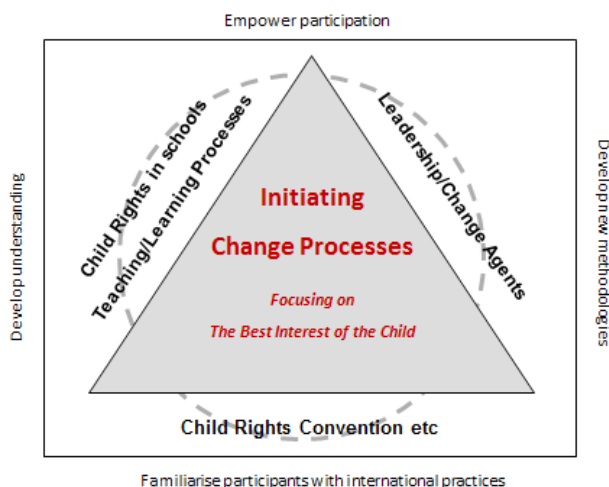 Empower participation
Child Rights in schools
Teaching/Learning Processes
Leadership/Change Agents
Develop understanding
Develop new methodologies
Initiating
Change Processes
Focusing on
The Best Interest of the Child
Child Rights Convention etc
Familiarise participants with international practices